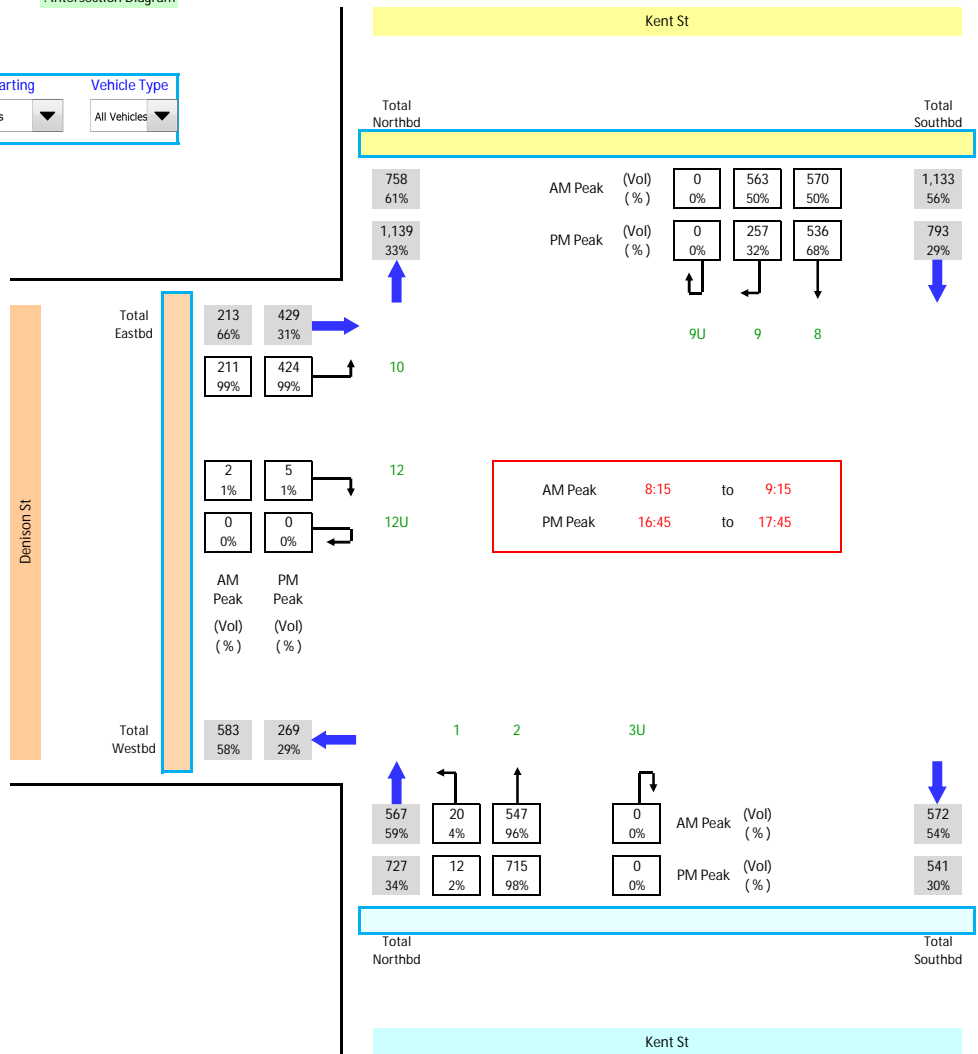 Intersection Diagram
Kent St
arting Vehicle Type
s All Vehicles
Total Total
Northbd Southbd
758 AM Peak (Vol) 0 563 570 1,133
61% ( % ) 0% 50% 50% 56%
1,139 PM Peak (Vol) 0 257 536 793
33% ( % ) 0% 32% 68% 29%
Total 213 429
Eastbd 66% 31%
9U 9 8
211 424 10
99% 99%
2 5 12
1% 1%
AM Peak 8:15 to 9:15
0 0 12U PM Peak 16:45 to 17:45
0% 0%
Denison St
AM PM
Peak Peak
(Vol) (Vol)
( % ) ( % )
Total 583 269 1 2 3U
Westbd 58% 29%
567 20 547 0 AM Peak (Vol) 572
59% 4% 96% 0% ( % ) 54%
727 12 715 0 PM Peak (Vol) 541
34% 2% 98% 0% ( % ) 30%
Total Total
Northbd Southbd
Kent St